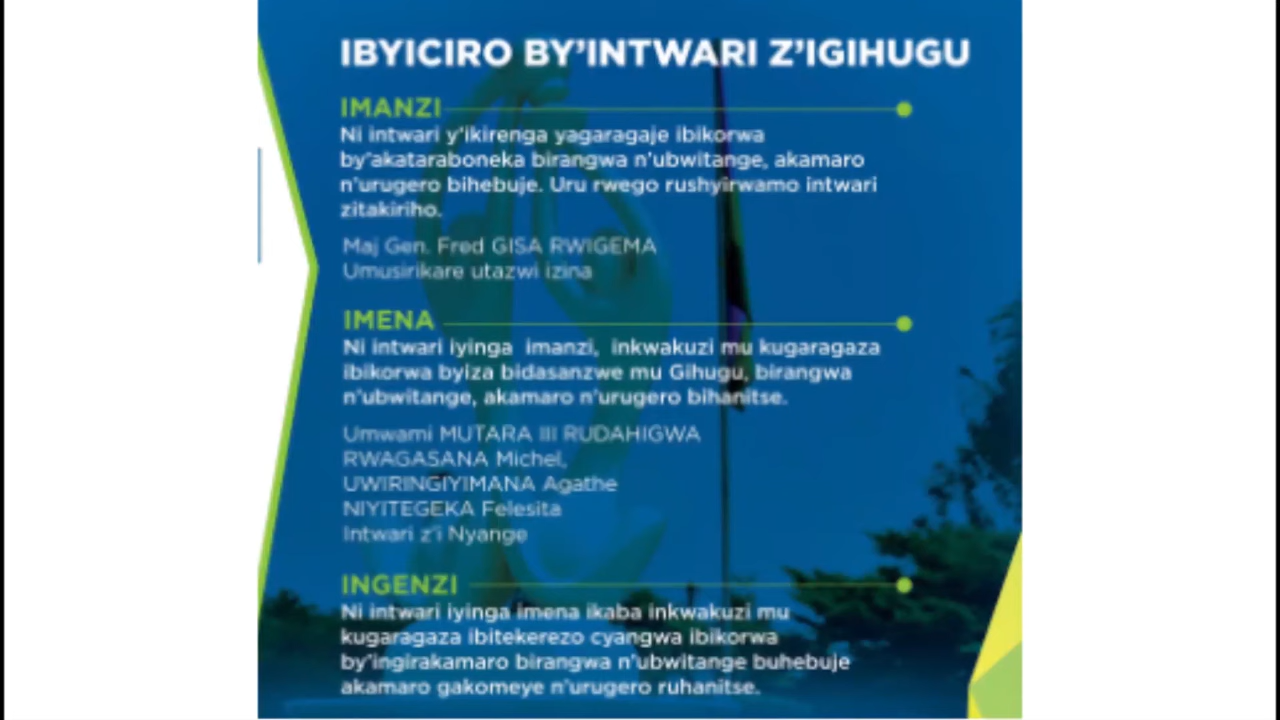 IBYICIRO BY'INTWARI Z'IGIHUGU
IMANZI
Ni intwari y'ikirenga yagaragaje ibikorwa
by'akataraboneka birangwa n'ubwitange, akamaro
n'urugero bihebuje. Uru rwego rushyirwamo intwari
zitakiriho.
Maj Gen. Fred GISA RWIGEMA
Umusirikare utazwi izina
IMENA
Ni intwari iyinga imanzi, inkwakuzi mu kugaragaza
ibikorwa byiza bidasanzwe mu Gihugu, birangwa
n'ubwitange, akamaro n'urugero bihanitse.
Umwami MUTARA III RUDAHIGWA
RWAGASANA Michel,
UWIRINGIYIMANA Agathe
NIYITEGEKA Felesita
Intwari z'i Nyange
INGENZI
Ni intwari iyinga imena ikaba inkwakuzi mu
kugaragaza ibitekerezo cyangwa ibikorwa
by'ingirakamaro birangwa n'ubwitange buhebuje
akamaro gakomeye n'urugero ruhanitse.